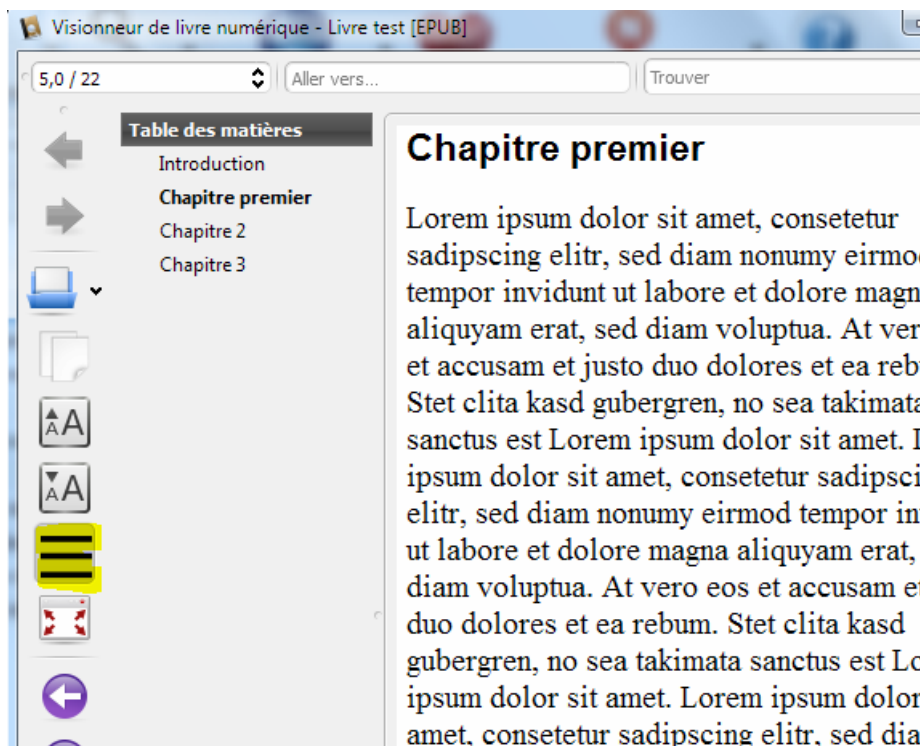 Visionneur de livre numérique - Livre test [EPUB]
5,0 / 22
Aller vers...
Trouver
Table des matières
Introduction
Chapitre premier
Chapitre 2
Chapitre 3
AA
AA
Chapitre premier
Lorem ipsum dolor sit amet, consetetur
sadipscing elitr, sed diam nonumy eirmod
tempor invidunt ut labore et dolore magn
aliquyam erat, sed diam voluptua. At ver
et accusam et justo duo dolores et ea reb
Stet clita kasd gubergren, no sea takimata
sanctus est Lorem ipsum dolor sit amet.
ipsum dolor sit amet, consetetur sadipsci
elitr, sed diam nonumy eirmod tempor in
ut labore et dolore magna aliquyam erat,
diam voluptua. At vero eos et accusam et
duo dolores et ea rebum. Stet clita kasd
gubergren, no sea takimata sanctus est Lo
ipsum dolor sit amet. Lorem ipsum dolor
amet, consetetur sadipscing elitr, sed dia